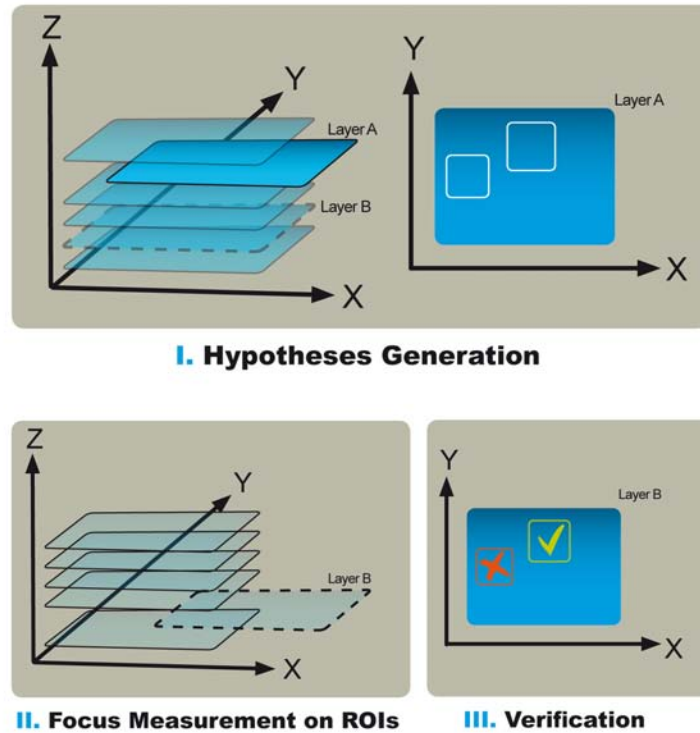 Z
Y
Layer A
Layer B
X
Y
Layer A
X
I. Hypotheses Generation
Z
Y
Layer B
X
II. Focus Measurement on ROIs
Y
Layer B
X
III. Verification